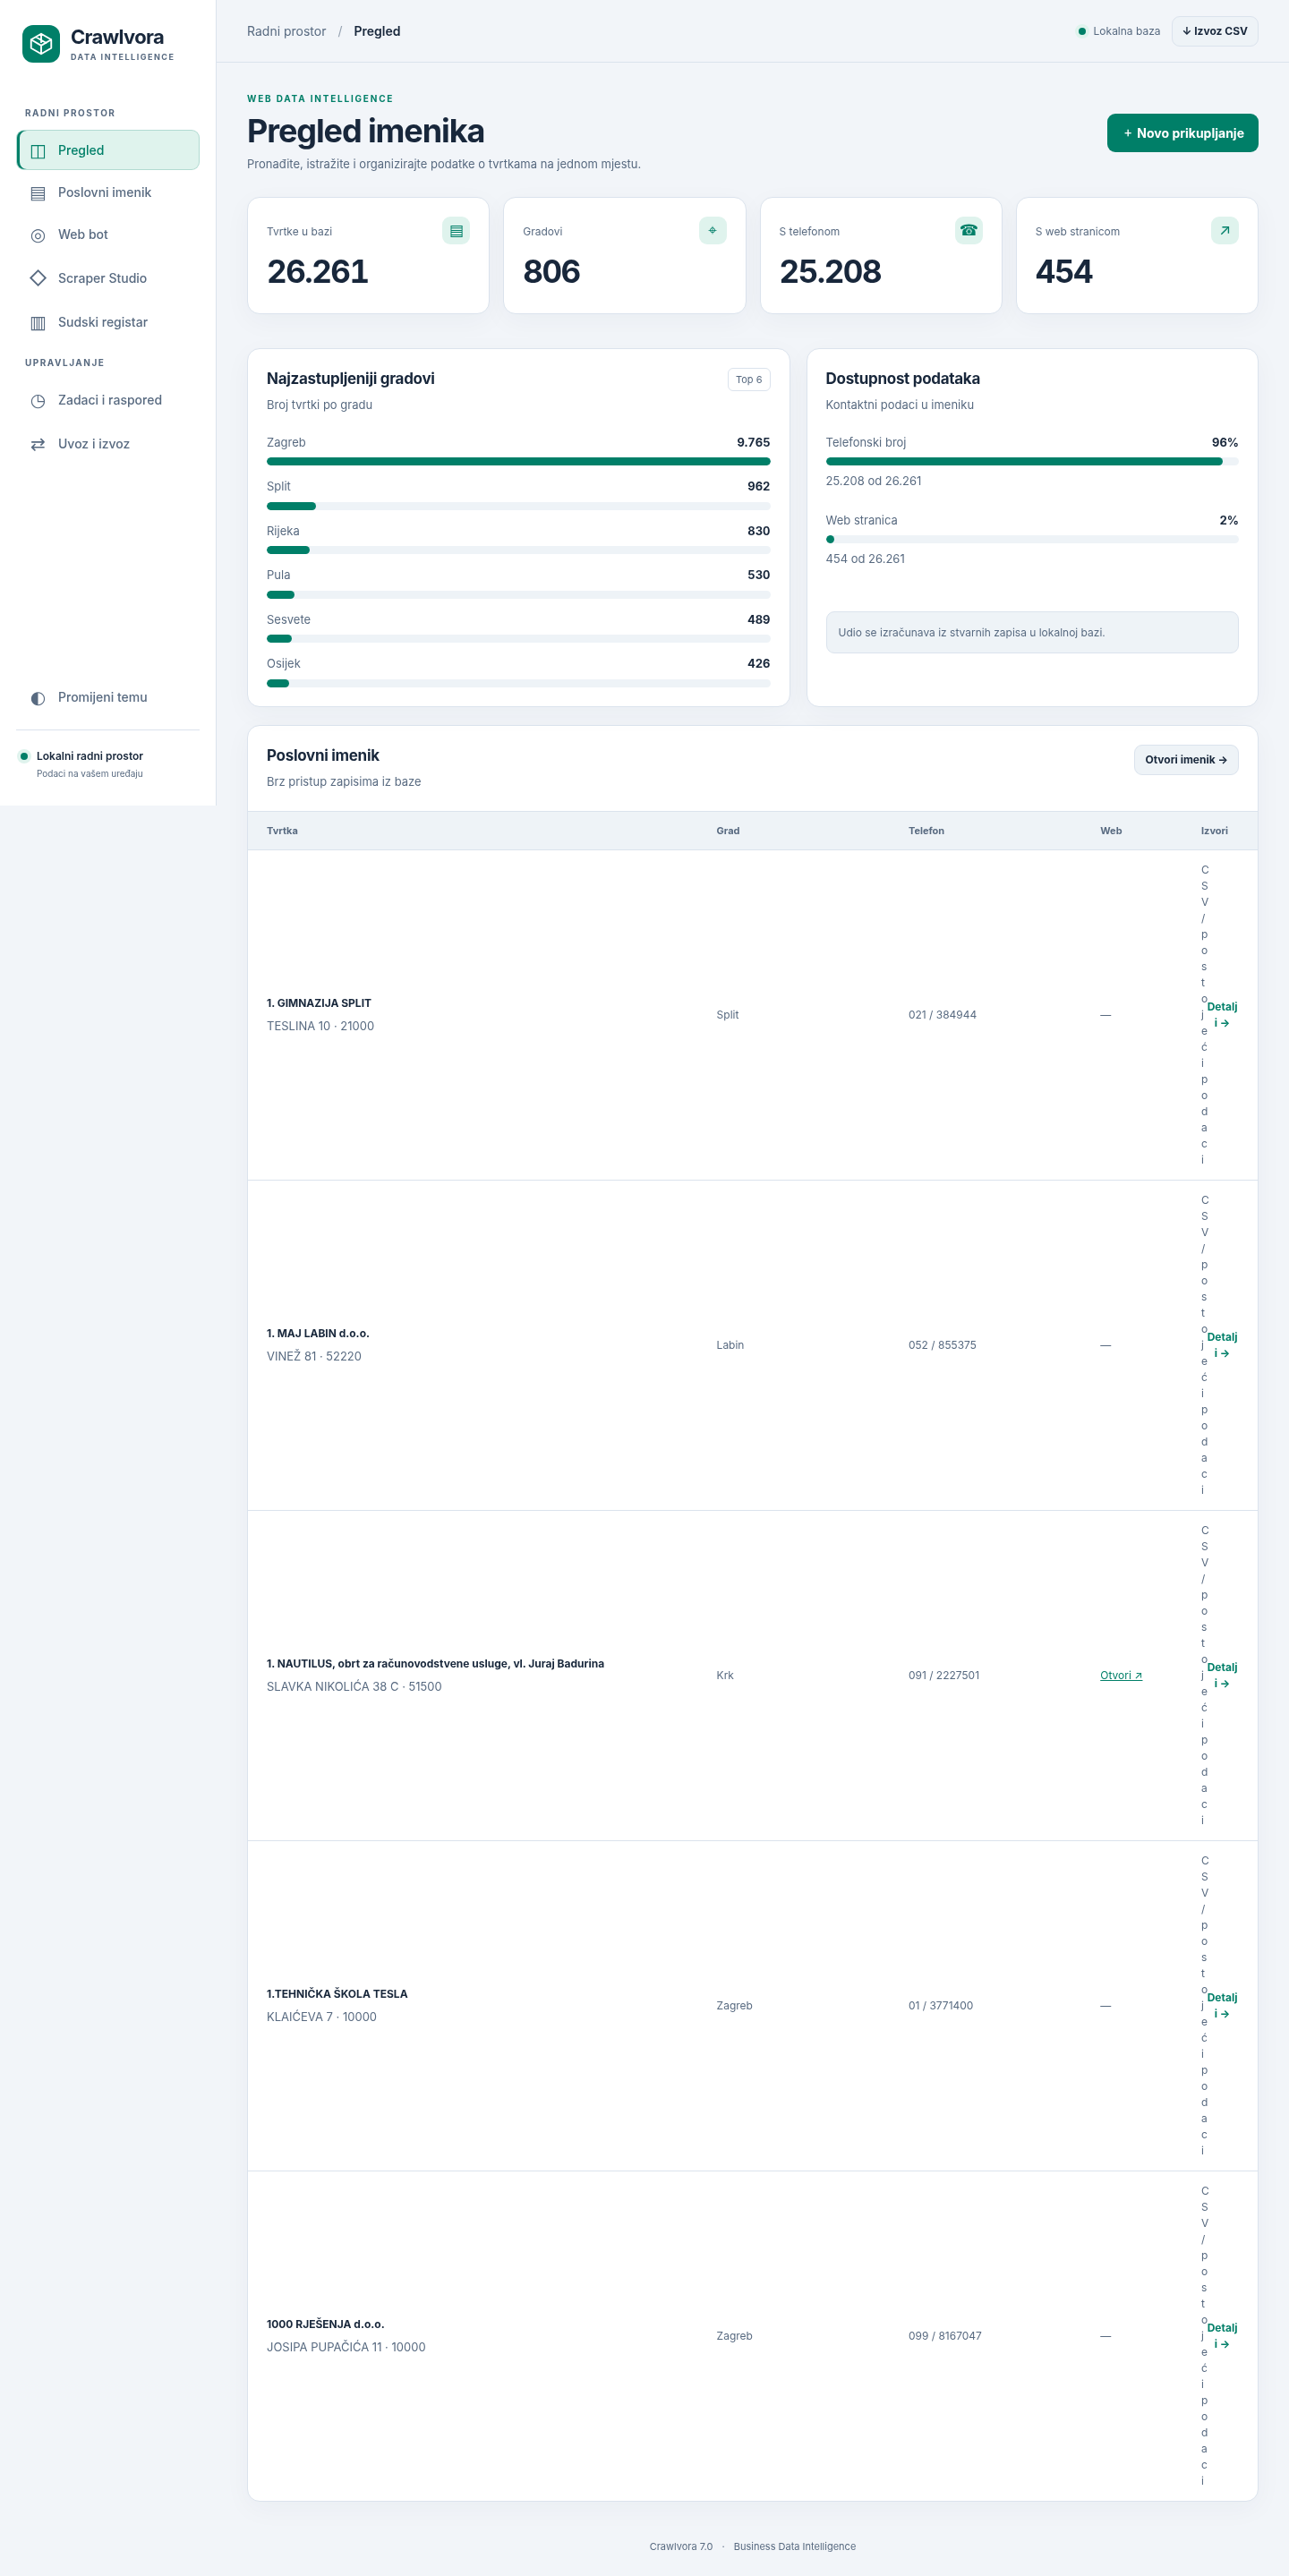 Crawlvora
DATA INTELLIGENCE
RADNI PROSTOR
Pregled
Poslovni imenik
Web bot
Scraper Studio
Sudski registar
UPRAVLJANJE
Zadaci i raspored
Uvoz i izvoz
Promijeni temu
Lokalni radni prostor
Podaci na vašem uređaju
Radni prostor / Pregled
Lokalna baza
↓ Izvoz CSV
WEB DATA INTELLIGENCE
Pregled imenika
Pronađite, istražite i organizirajte podatke o tvrtkama na jednom mjestu.
+ Novo prikupljanje
Tvrtke u bazi
26.261
Gradovi
806
S telefonom
25.208
S web stranicom
454
Najzastupljeniji gradovi
Top 6
Broj tvrtki po gradu
Zagreb 9.765
Split 962
Rijeka 830
Pula 530
Sesvete 489
Osijek 426
Dostupnost podataka
Kontaktni podaci u imeniku
Telefonski broj 96%
25.208 od 26.261
Web stranica 2%
454 od 26.261
Udio se izračunava iz stvarnih zapisa u lokalnoj bazi.
Poslovni imenik
Brz pristup zapisima iz baze
Otvori imenik →
Tvrtka Grad Telefon Web Izvori
1. GIMNAZIJA SPLIT
TESLINA 10 · 21000
Split
021 / 384944
—
CSV / postojeći podaci
Detalji →
1. MAJ LABIN d.o.o.
VINEŽ 81 · 52220
Labin
052 / 855375
—
CSV / postojeći podaci
Detalji →
1. NAUTILUS, obrt za računovodstvene usluge, vl. Juraj Badurina
SLAVKA NIKOLIĆA 38 C · 51500
Krk
091 / 2227501
Otvori ↗
CSV / postojeći podaci
Detalji →
1.TEHNIČKA ŠKOLA TESLA
KLAIĆEVA 7 · 10000
Zagreb
01 / 3771400
—
CSV / postojeći podaci
Detalji →
1000 RJEŠENJA d.o.o.
JOSIPA PUPAČIĆA 11 · 10000
Zagreb
099 / 8167047
—
CSV / postojeći podaci
Detalji →
Crawlvora 7.0 · Business Data Intelligence